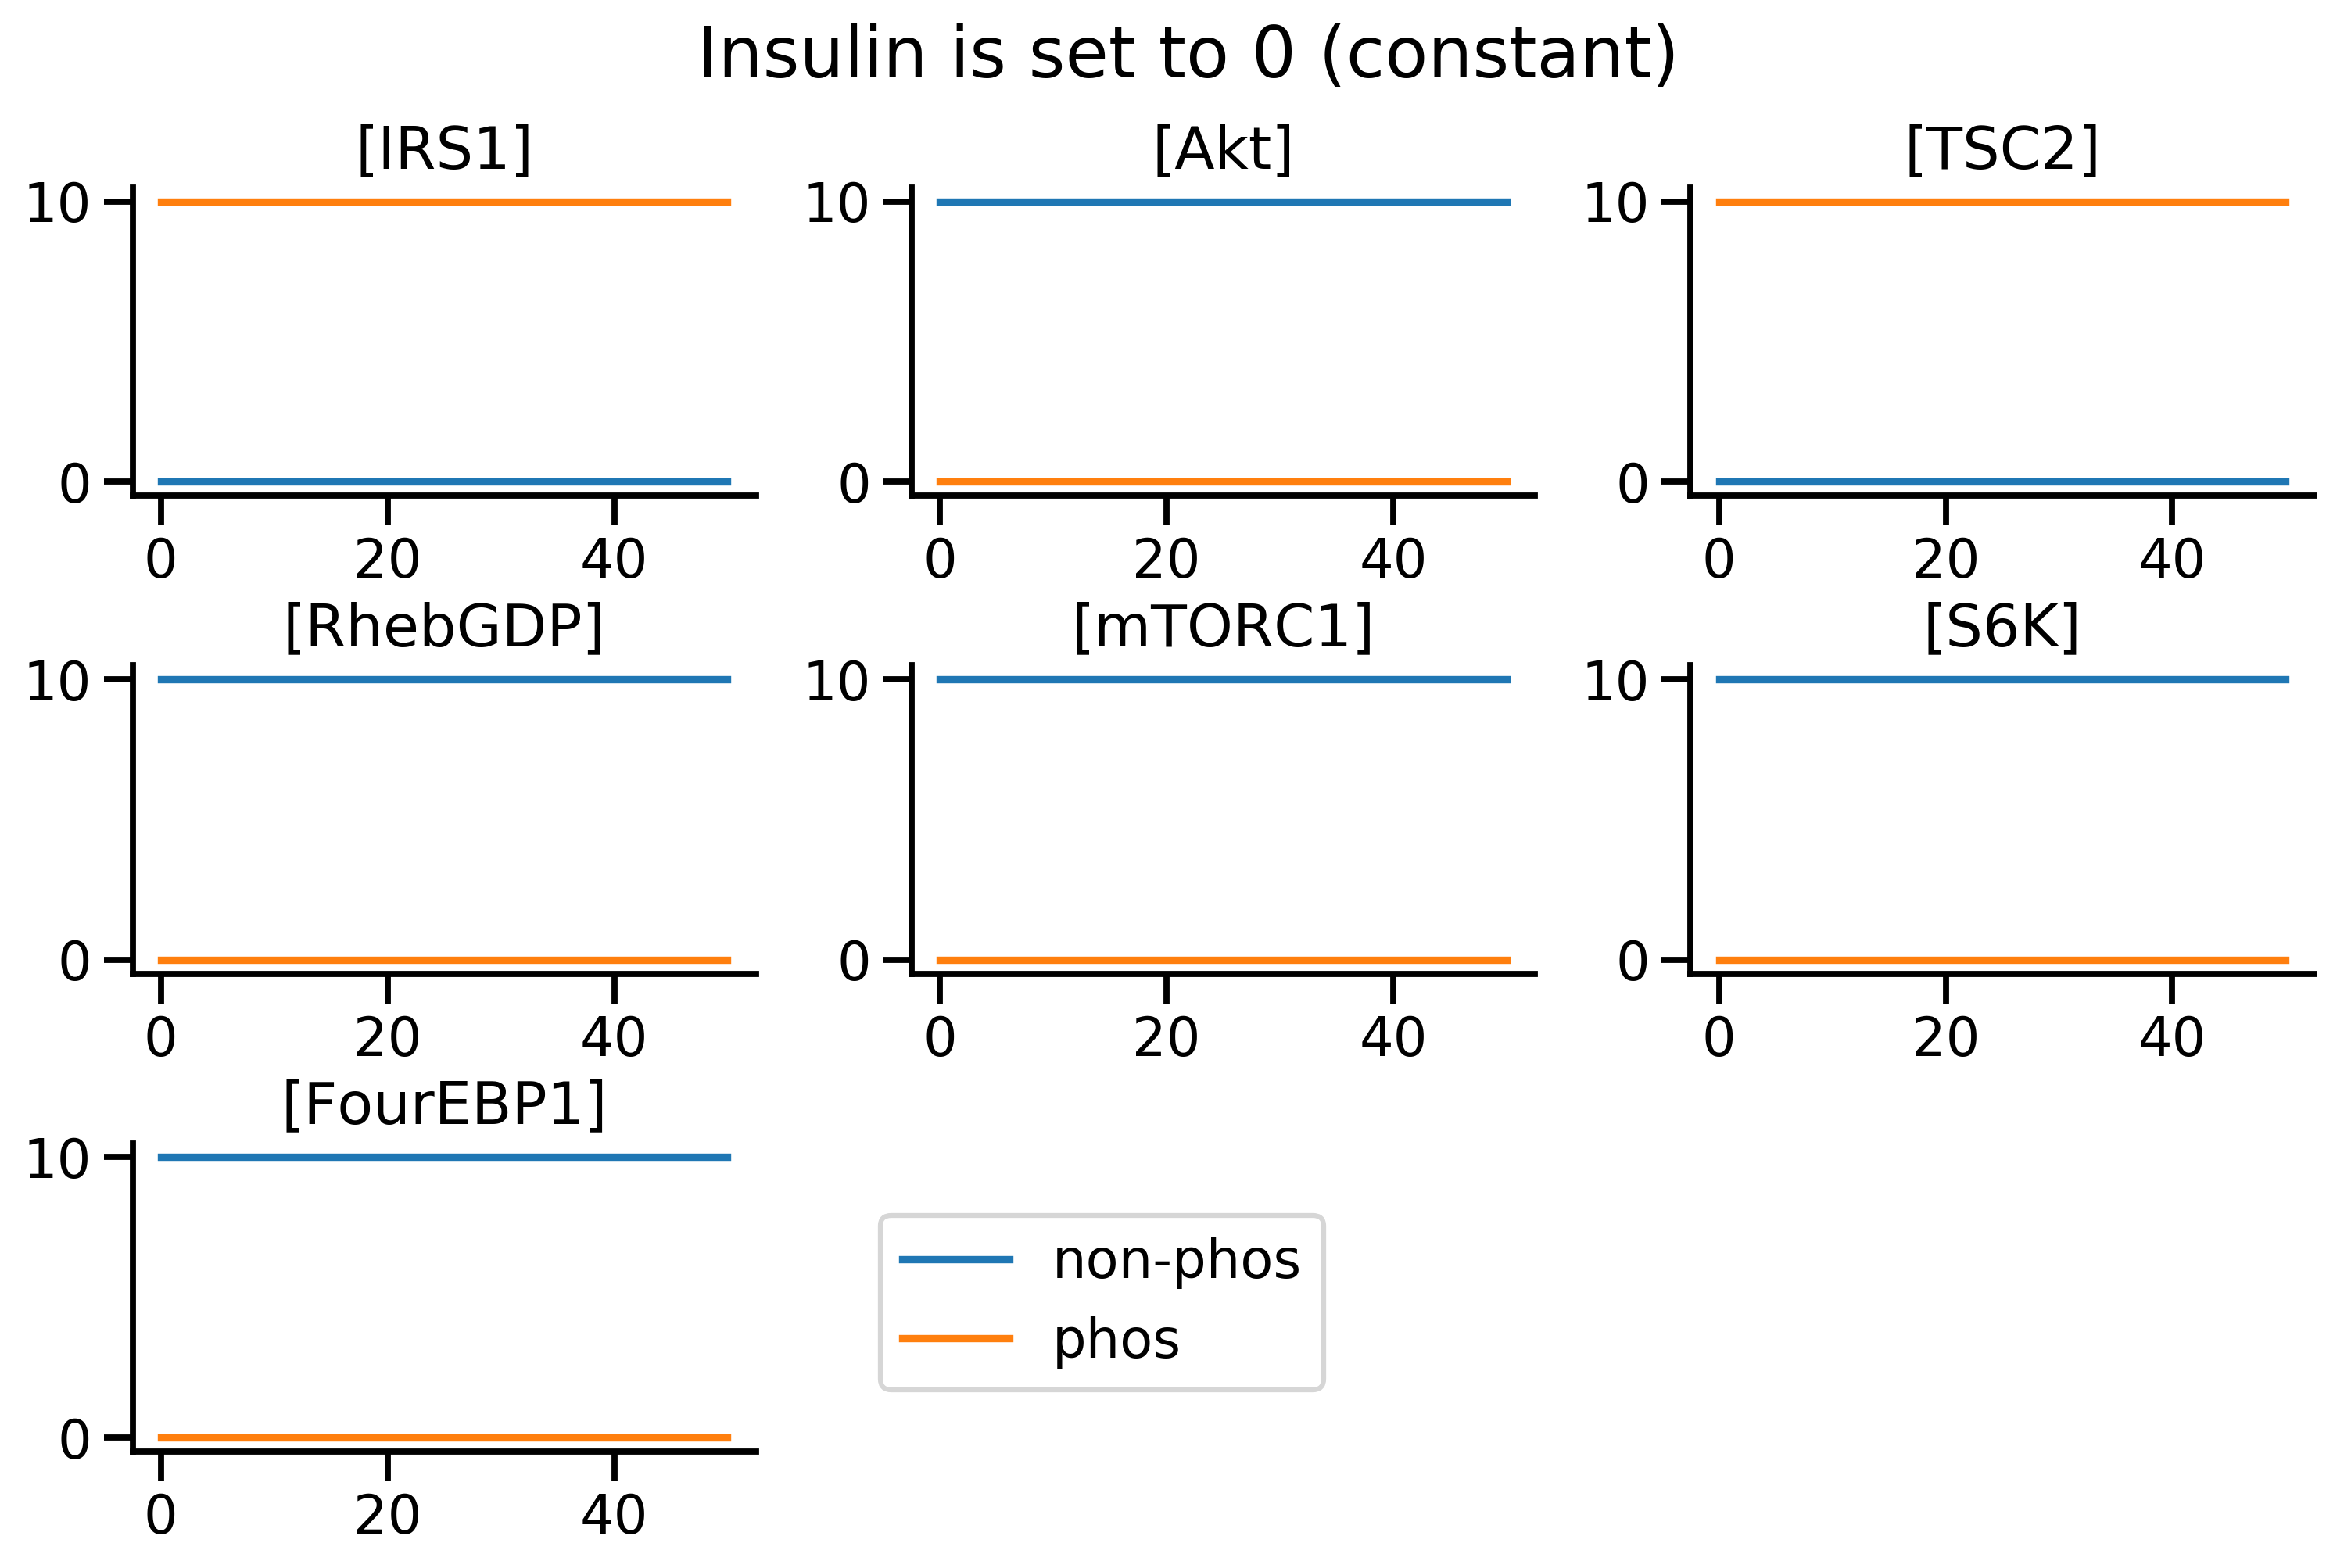 Insulin is set to 0 (constant)
[IRS1] [Akt] [TSC2]
10 10 10
0 0 0
0 20 40 0 20 40 0 20 40
[RhebGDP] [mTORC1] [S6K]
10 10 10
0 0 0
0 20 40 0 20 40 0 20 40
[FourEBP1]
10
0
0 20 40
non-phos
phos